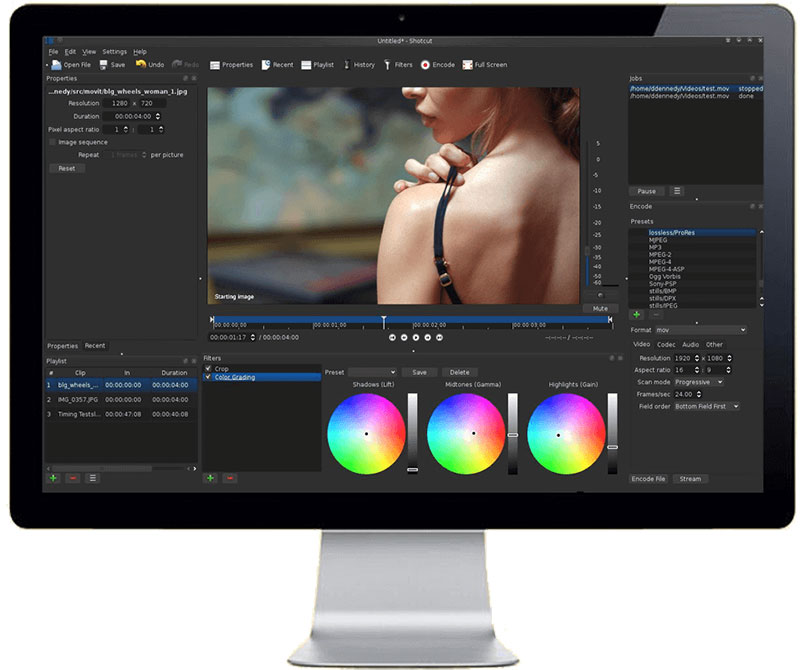 Untitled* - Shotcut
File Edit View Settings Help
Open File Save Undo Redo Properties Recent Playlist History Filters Encode Full Screen
Properties
...nedy/src/movit/blg_wheels_woman_1.jpg
Resolution 1280 x 720
Duration 00:00:04:00
Pixel aspect ratio 1 : 1
Image sequence
Repeat 1 frames per picture
Reset
Properties Recent
Starting image
5
0
-5
-10
-15
-20
-25
-30
-35
-40
-50
-60
Mute
00:00:00;00 00:00:01;00 00:00:02;00 00:00:03;00
00:00:01:17 / 00:00:04:00 --:--:--:-- / --:--:--:--
Playlist
# Clip In Duration
1 blg_wheels_... 00:00:00:00 00:00:04:00
2 IMG_0357.JPG 00:00:00:00 00:00:04:00
3 Timing Testsl... 00:00:47:08 00:00:40:08
Filters
Crop
Color Grading
Preset Save Delete
Shadows (Lift) Midtones (Gamma) Highlights (Gain)
Jobs
/home/ddennedy/Videos/test.mov stopped
/home/ddennedy/Videos/test.mov done
Pause
Encode
Presets
lossless/ProRes
MJPEG
MP3
MPEG-2
MPEG-4
MPEG-4-ASP
Ogg Vorbis
Sony-PSP
stills/BMP
stills/DPX
stills/JPEG
Format mov
Video Codec Audio Other
Resolution 1920 x 1080
Aspect ratio 16 : 9
Scan mode Progressive
Frames/sec 24.00
Field order Bottom Field First
Encode File Stream